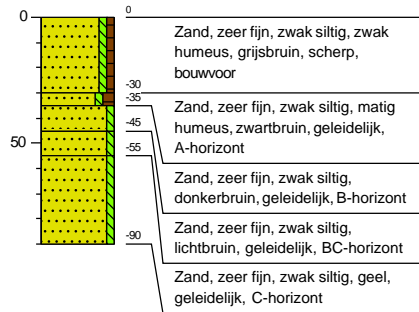 0
0
Zand, zeer fijn, zwak siltig, zwak
humeus, grijsbruin, scherp,
bouwvoor
-30
-35
Zand, zeer fijn, zwak siltig, matig
humeus, zwartbruin, geleidelijk,
A-horizont
-45
50
-55
Zand, zeer fijn, zwak siltig,
donkerbruin, geleidelijk, B-horizont
Zand, zeer fijn, zwak siltig,
lichtbruin, geleidelijk, BC-horizont
-90
Zand, zeer fijn, zwak siltig, geel,
geleidelijk, C-horizont